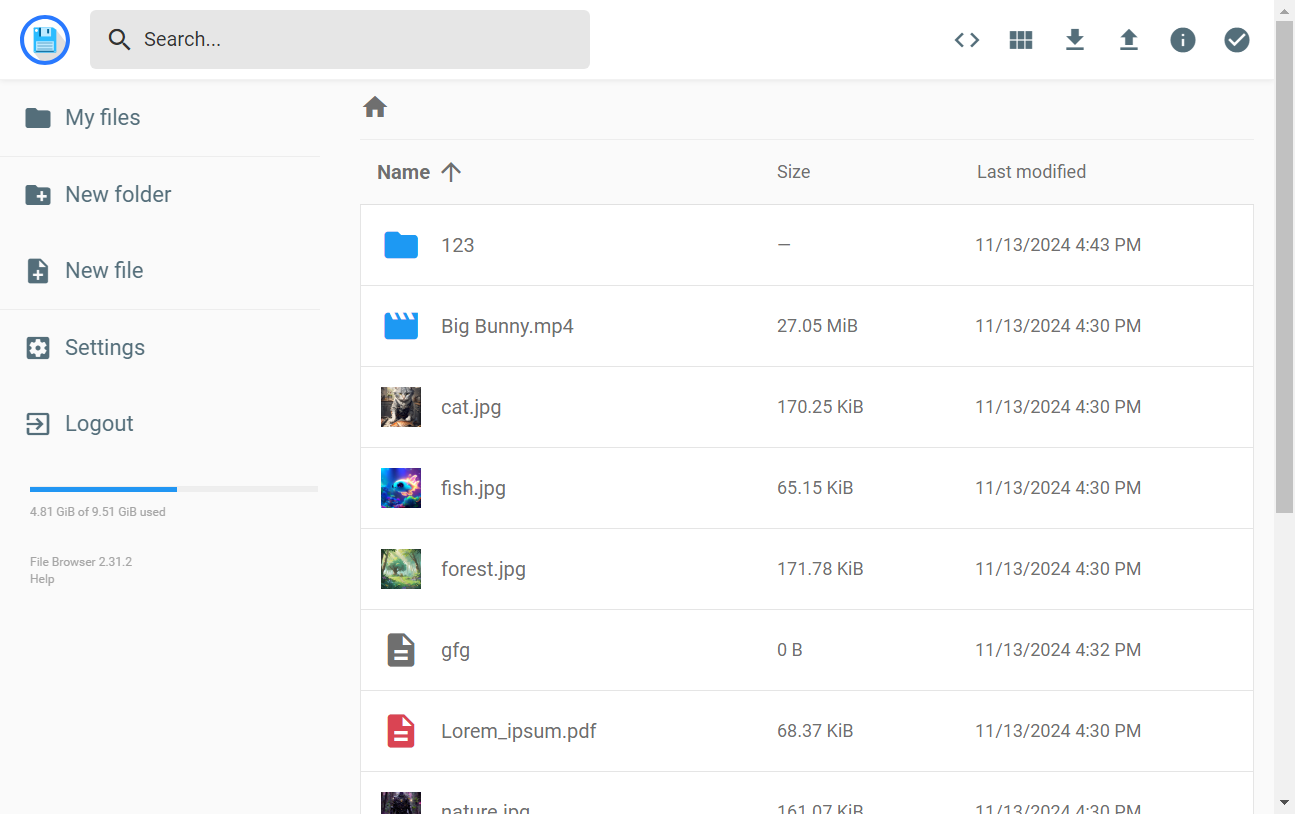 Search...
My files
New folder
New file
Settings
Logout
4.81 GiB of 9.51 GiB used
File Browser 2.31.2
Help
Name Size Last modified
123 — 11/13/2024 4:43 PM
Big Bunny.mp4 27.05 MiB 11/13/2024 4:30 PM
cat.jpg 170.25 KiB 11/13/2024 4:30 PM
fish.jpg 65.15 KiB 11/13/2024 4:30 PM
forest.jpg 171.78 KiB 11/13/2024 4:30 PM
gfg 0 B 11/13/2024 4:32 PM
Lorem_ipsum.pdf 68.37 KiB 11/13/2024 4:30 PM
nature.jpg 161.07 KiB 11/13/2024 4:30 PM